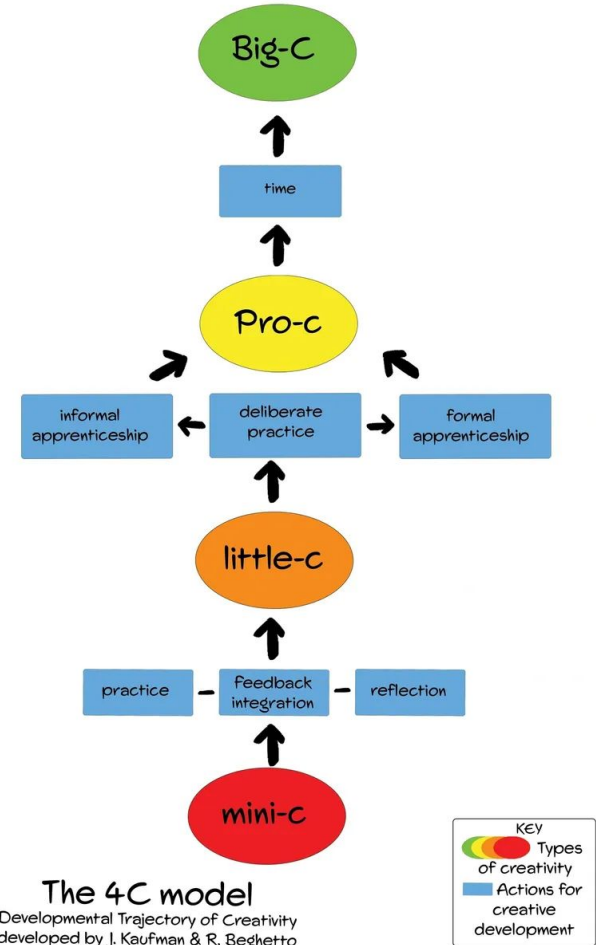 Big-C
time
Pro-c
informal
apprenticeship
deliberate
practice
formal
apprenticeship
little-c
practice
feedback
integration
reflection
mini-c
The 4C model
Developmental Trajectory of Creativity
developed by J. Kaufman & R. Beghetto
KEY
Types
of creativity
Actions for
creative
development